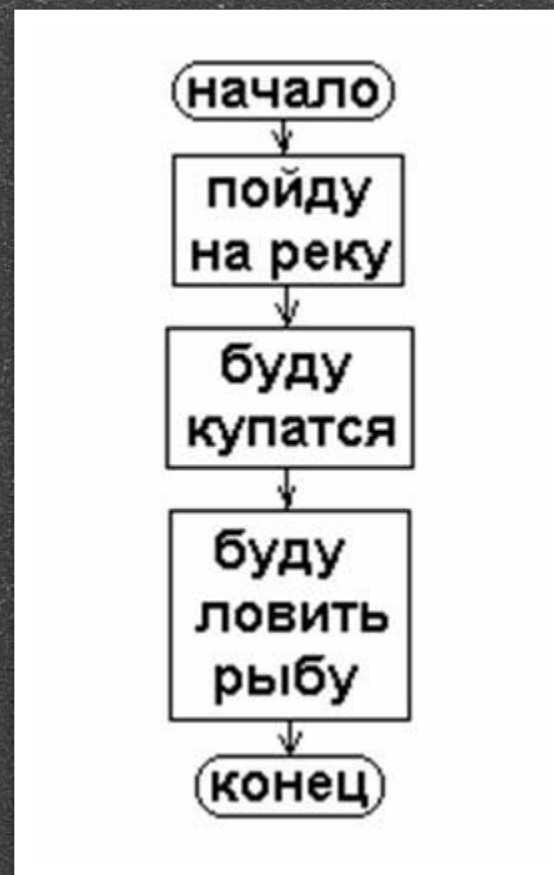 начало
пойду
на реку
буду
купатся
буду
ловить
рыбу
конец